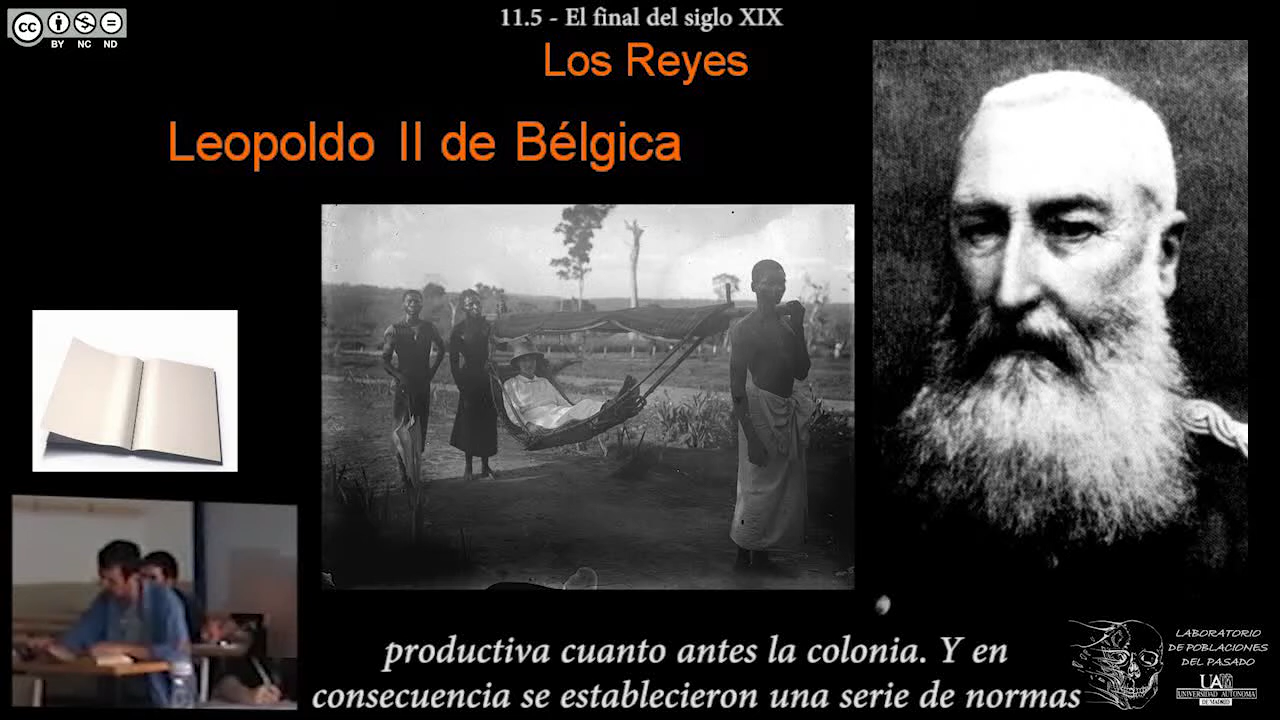 11.5 - El final del siglo XIX
Los Reyes
Leopoldo II de Bélgica
cc
BY NC ND
productiva cuanto antes la colonia. Y en
consecuencia se establecieron una serie de normas
LABORATORIO
DE POBLACIONES
DEL PASADO
UAM
UNIVERSIDAD AUTONOMA
DE MADRID